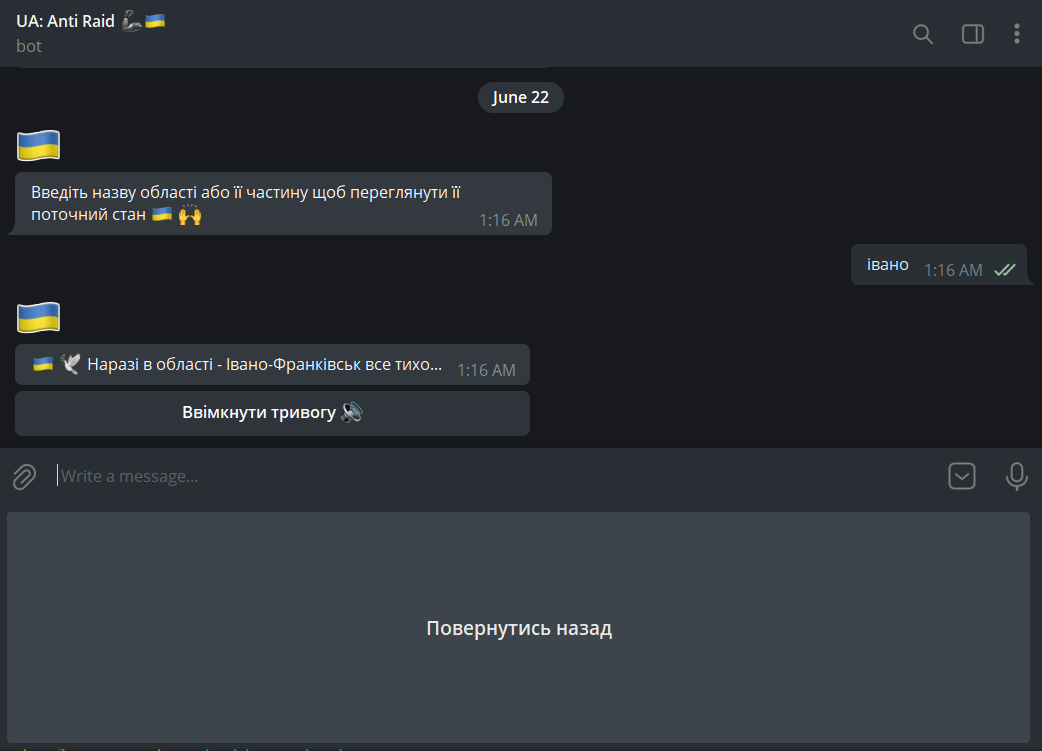 UA: Anti Raid 🦾🇺🇦
bot
June 22
🇺🇦
Введіть назву області або її частину щоб переглянути її
поточний стан 🇺🇦 🙌
1:16 AM
івано 1:16 AM
🇺🇦
🇺🇦 🕊 Наразі в області - Івано-Франківськ все тихо... 1:16 AM
Ввімкнути тривогу 🔊
Write a message...
Повернутись назад